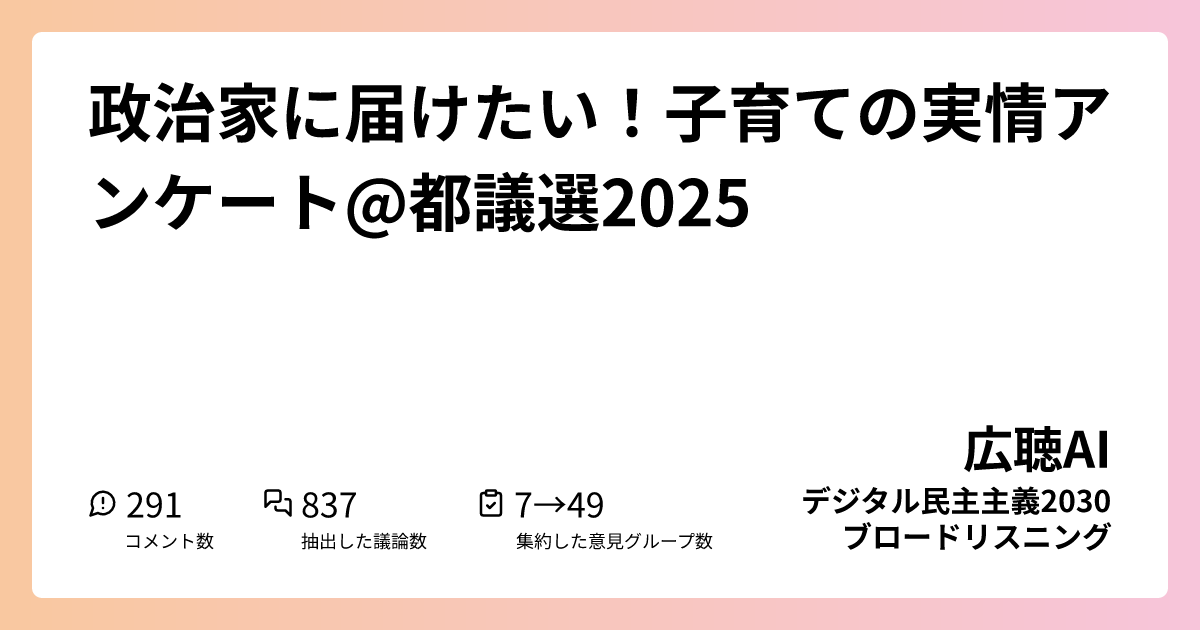 政治家に届けたい！子育ての実情ア
ンケート@都議選2025
291
コメント数
837
抽出した議論数
7→49
集約した意見グループ数
広聴AI
デジタル民主主義2030
ブロードリスニング